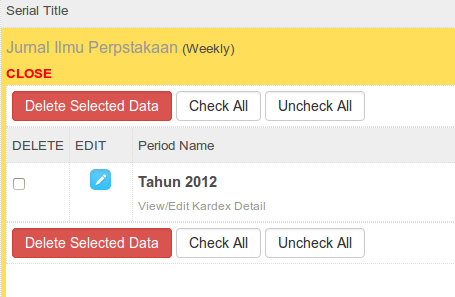 Serial Title
Jurnal Ilmu Perpstakaan (Weekly)
CLOSE
Delete Selected Data Check All Uncheck All
DELETE EDIT Period Name
Tahun 2012
View/Edit Kardex Detail
Delete Selected Data Check All Uncheck All